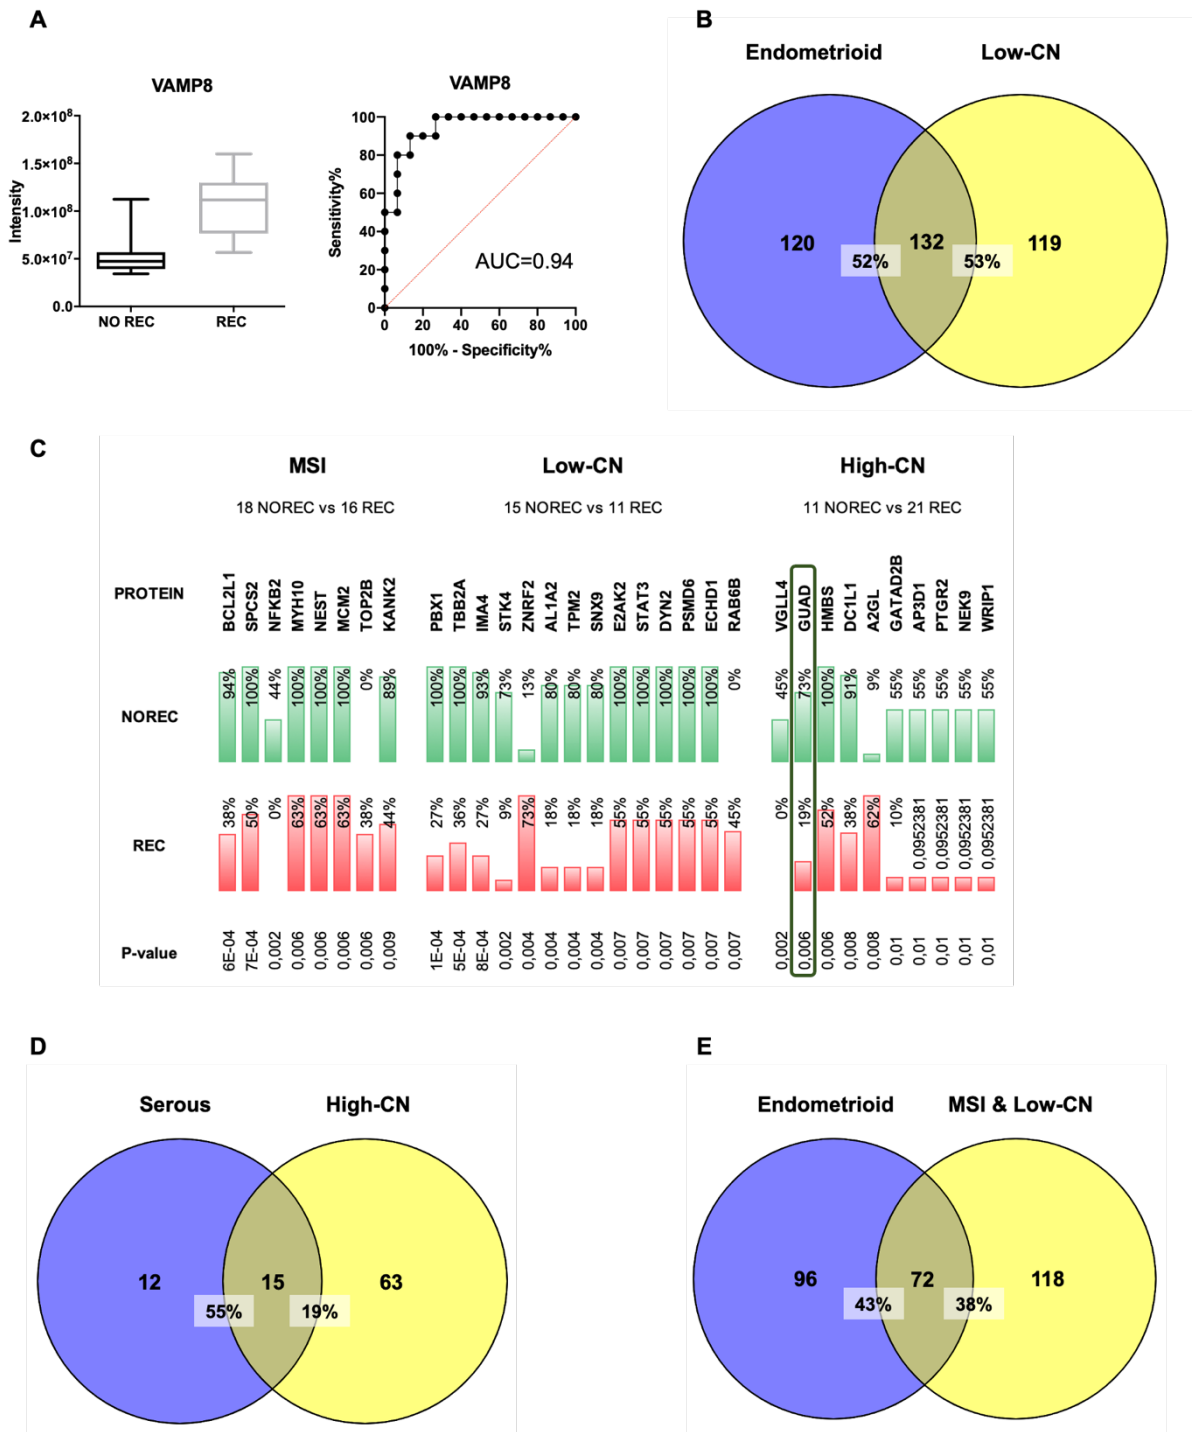 A
VAMP8
2.0×10⁸
1.5×10⁸
1.0×10⁸
5.0×10⁷
0.0
Intensity
NO REC REC
VAMP8
100
80
60
40
20
0
Sensitivity%
AUC=0.94
0 20 40 60 80 100
100% - Specificity%
B
Endometrioid Low-CN
120 132 119
52% 53%
C
MSI Low-CN High-CN
18 NOREC vs 16 REC 15 NOREC vs 11 REC 11 NOREC vs 21 REC
PROTEIN BCL2L1 SPCS2 NFKB2 MYH10 NEST MCM2 TOP2B KANK2 PBX1 TBB2A IMA4 STK4 ZNRF2 AL1A2 TPM2 SNX9 E2AK2 STAT3 DYN2 PSMD6 ECHD1 RAB6B VGLL4 GUAD HMBS DC1L1 A2GL GATAD2B AP3D1 PTGR2 NEK9 WRIP1
NOREC 94% 100% 44% 100% 100% 100% 0% 89% 100% 100% 93% 73% 13% 80% 80% 80% 100% 100% 100% 100% 100% 0% 45% 73% 100% 91% 9% 55% 55% 55% 55% 55%
REC 38% 50% 0% 63% 63% 63% 38% 44% 27% 36% 27% 9% 73% 18% 18% 18% 55% 55% 55% 55% 55% 45% 0% 19% 52% 38% 62% 10% 0,0952381 0,0952381 0,0952381 0,0952381
P-value 6E-04 7E-04 0,002 0,006 0,006 0,006 0,006 0,009 1E-04 5E-04 8E-04 0,002 0,004 0,004 0,004 0,004 0,007 0,007 0,007 0,007 0,007 0,007 0,002 0,006 0,006 0,008 0,008 0,01 0,01 0,01 0,01 0,01
D
Serous High-CN
12 15 63
55% 19%
E
Endometrioid MSI & Low-CN
96 72 118
43% 38%